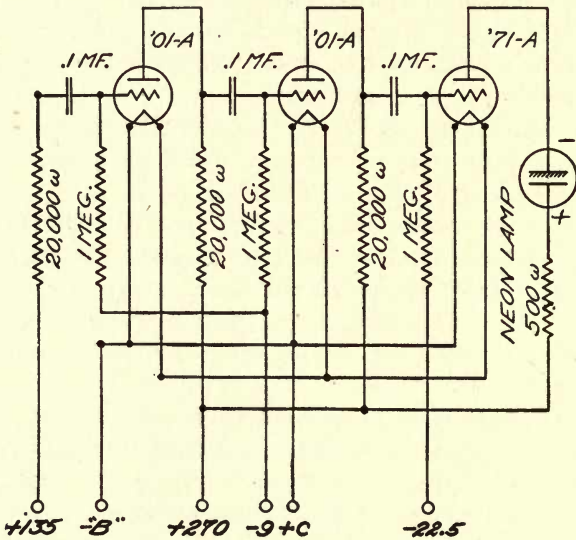 '01-A
'01-A
'71-A
.1 MF.
.1 MF.
.1 MF.
20,000 ω
1 MEG.
20,000 ω
1 MEG.
20,000 ω
1 MEG.
NEON LAMP
500 ω
-
+
+135
-"B"
+270
-9
+C
-22.5